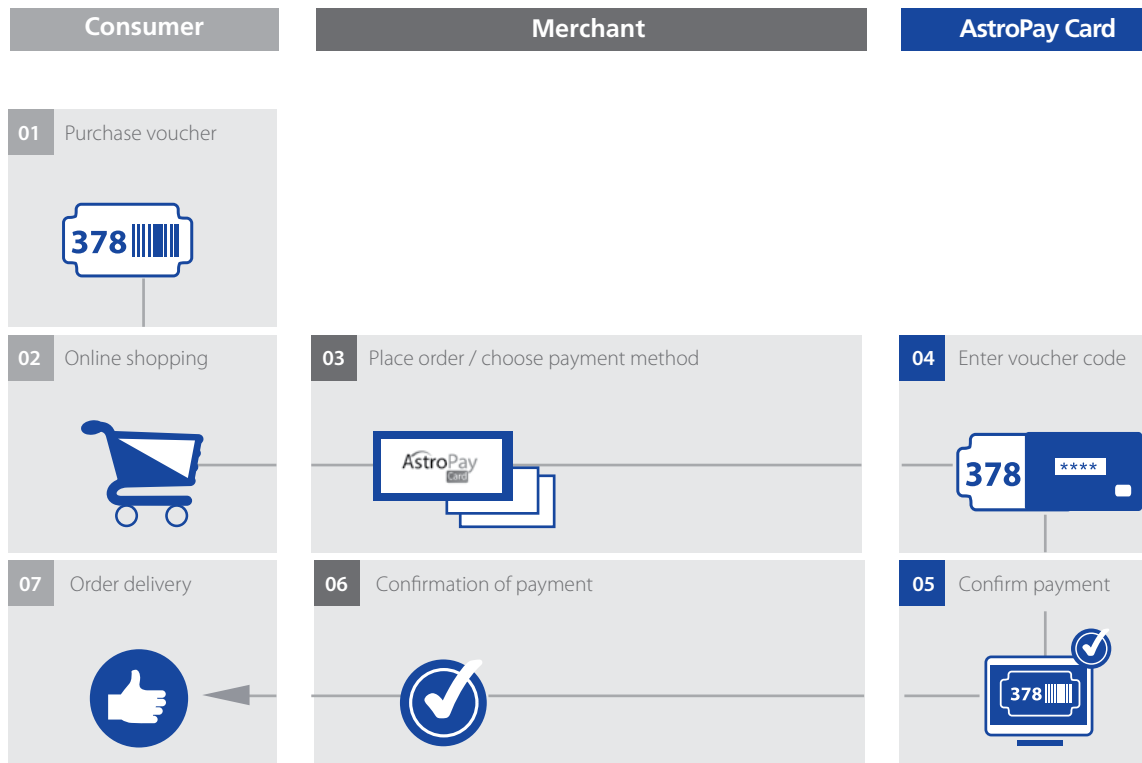 Consumer
Merchant
AstroPay Card
01 Purchase voucher
378
02 Online shopping
03 Place order / choose payment method
AstroPay
Card
04 Enter voucher code
378
****
07 Order delivery
06 Confirmation of payment
05 Confirm payment
378